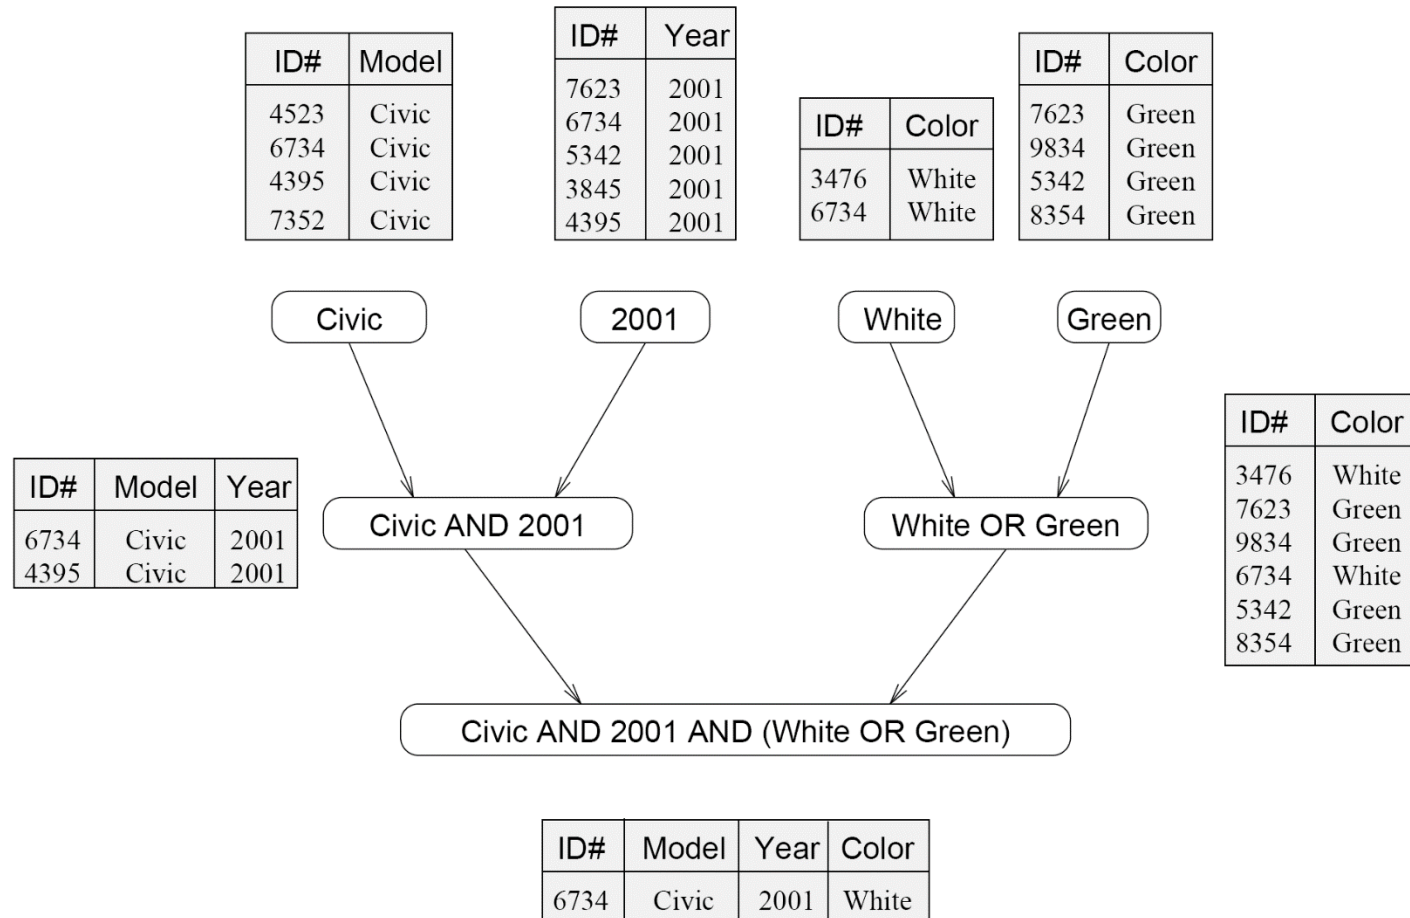 ID# Model
4523 Civic
6734 Civic
4395 Civic
7352 Civic
ID# Year
7623 2001
6734 2001
5342 2001
3845 2001
4395 2001
ID# Color
3476 White
6734 White
ID# Color
7623 Green
9834 Green
5342 Green
8354 Green
Civic
2001
White
Green
ID# Model Year
6734 Civic 2001
4395 Civic 2001
Civic AND 2001
White OR Green
ID# Color
3476 White
7623 Green
9834 Green
6734 White
5342 Green
8354 Green
Civic AND 2001 AND (White OR Green)
ID# Model Year Color
6734 Civic 2001 White